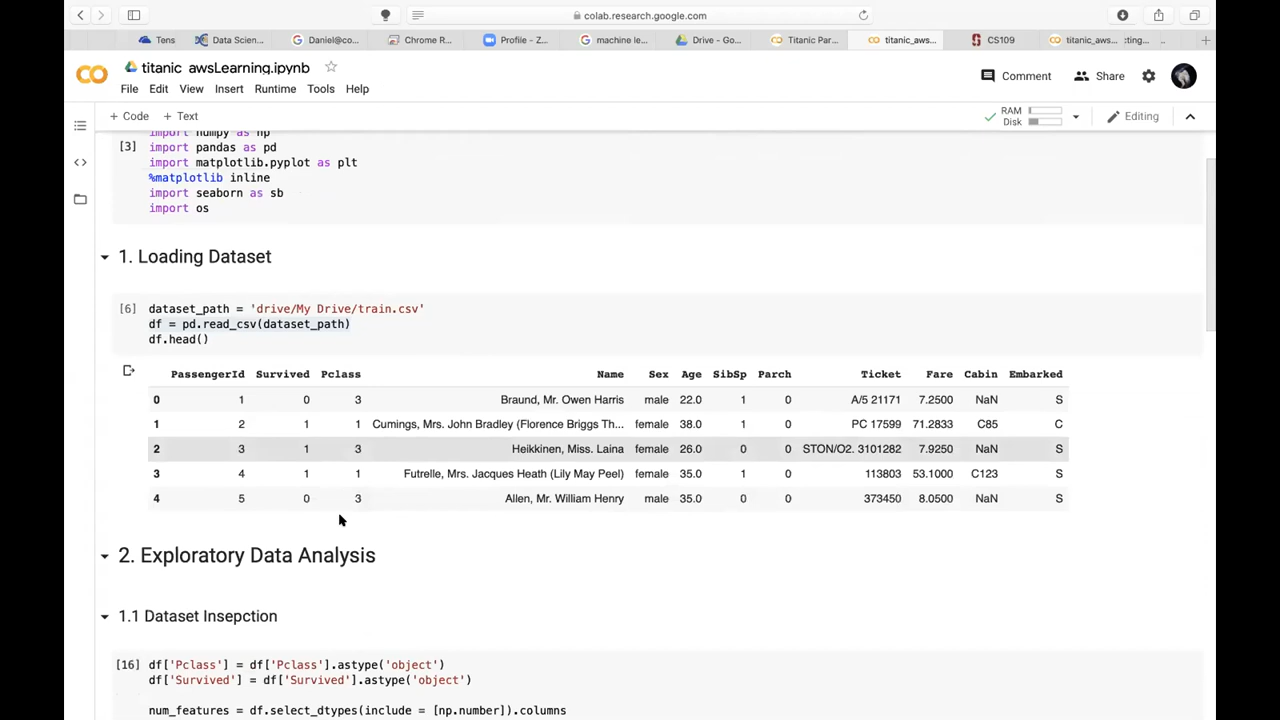 colab.research.google.com
Tens
Data Scien...
Daniel@co...
Chrome R...
Profile - Z...
machine le...
Drive - Go...
Titanic Par...
titanic_aws...
CS109
titanic_aws... :ting...
titanic_awsLearning.ipynb
Comment
Share
File Edit View Insert Runtime Tools Help
+ Code + Text
RAM
Disk
Editing
import numpy as np
[3] import pandas as pd
import matplotlib.pyplot as plt
%matplotlib inline
import seaborn as sb
import os
1. Loading Dataset
[6] dataset_path = 'drive/My Drive/train.csv'
df = pd.read_csv(dataset_path)
df.head()
PassengerId Survived Pclass Name Sex Age SibSp Parch Ticket Fare Cabin Embarked
0 1 0 3 Braund, Mr. Owen Harris male 22.0 1 0 A/5 21171 7.2500 NaN S
1 2 1 1 Cumings, Mrs. John Bradley (Florence Briggs Th... female 38.0 1 0 PC 17599 71.2833 C85 C
2 3 1 3 Heikkinen, Miss. Laina female 26.0 0 0 STON/O2. 3101282 7.9250 NaN S
3 4 1 1 Futrelle, Mrs. Jacques Heath (Lily May Peel) female 35.0 1 0 113803 53.1000 C123 S
4 5 0 3 Allen, Mr. William Henry male 35.0 0 0 373450 8.0500 NaN S
2. Exploratory Data Analysis
1.1 Dataset Insepction
[16] df['Pclass'] = df['Pclass'].astype('object')
df['Survived'] = df['Survived'].astype('object')
num_features = df.select_dtypes(include = [np.number]).columns